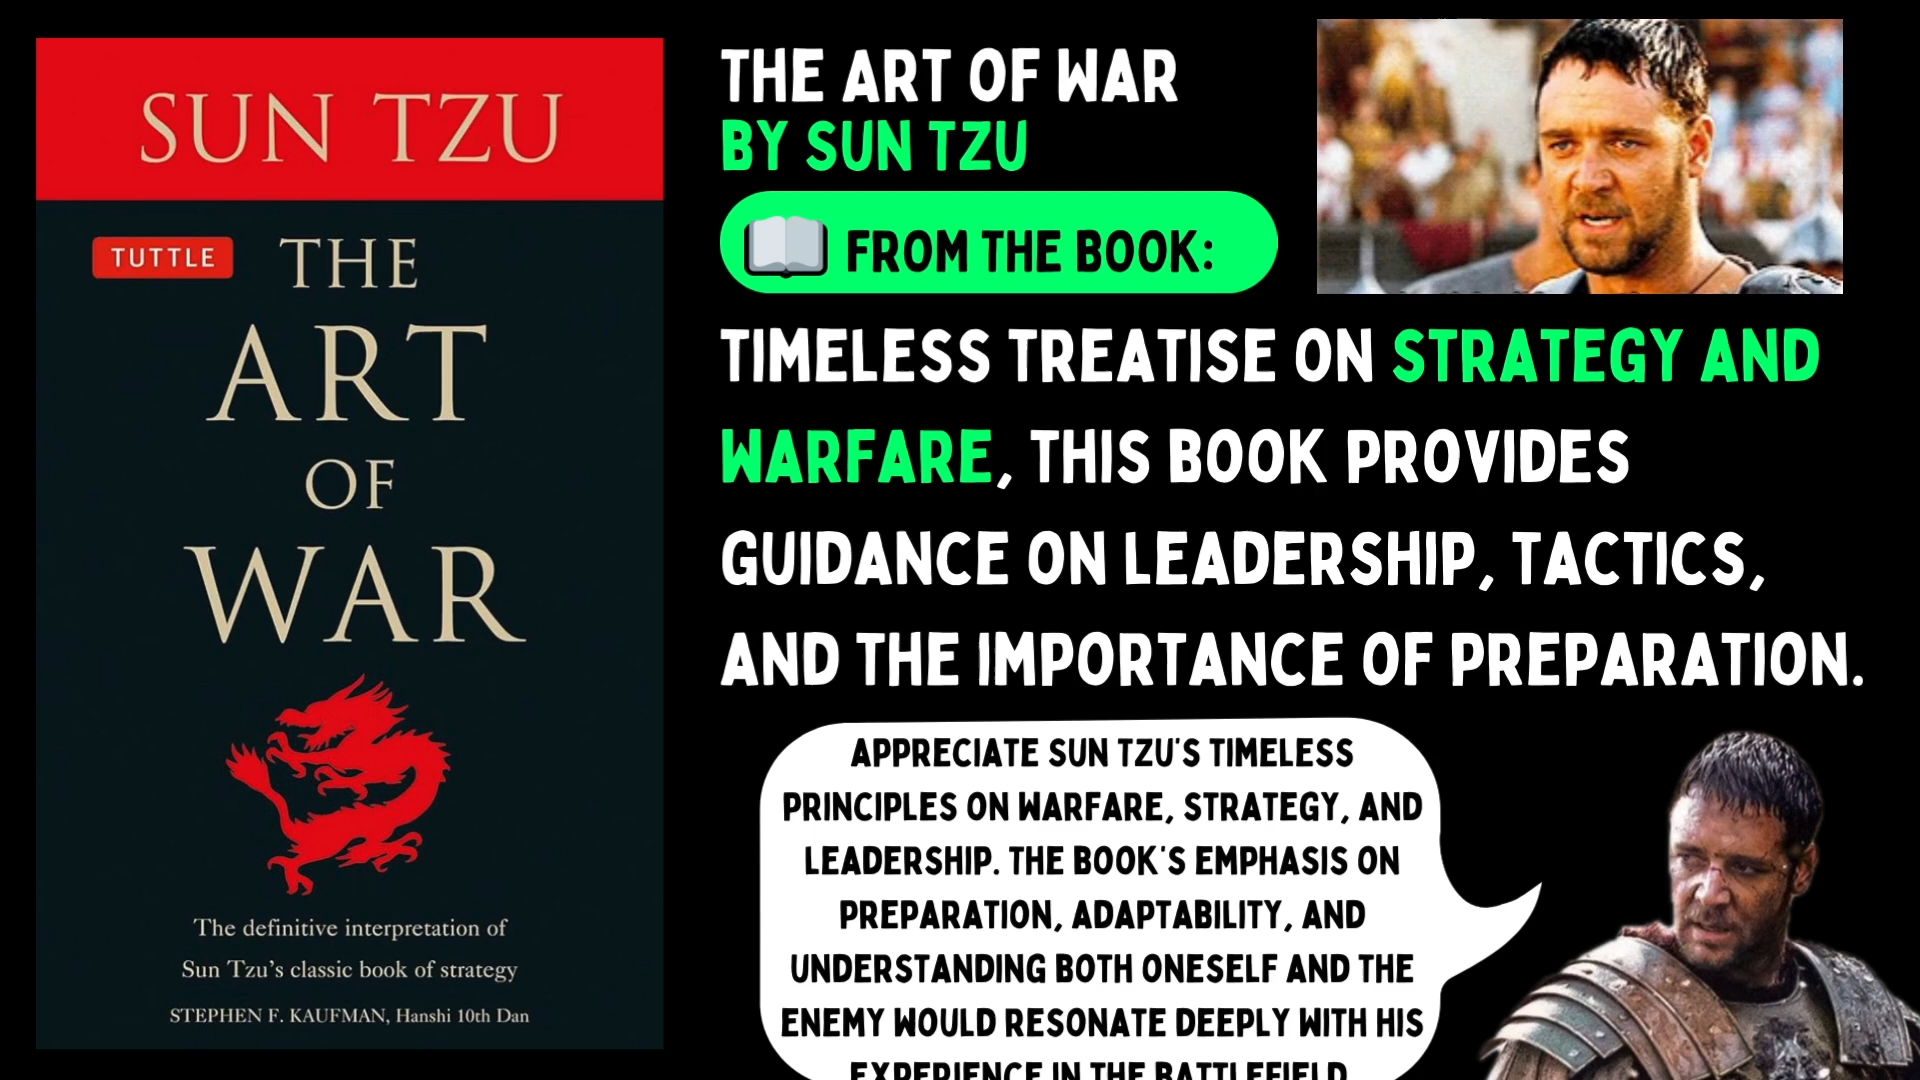 SUN TZU
TUTTLE
THE
ART
OF
WAR
The definitive interpretation of
Sun Tzu's classic book of strategy
STEPHEN F. KAUFMAN, Hanshi 10th Dan
THE ART OF WAR
BY SUN TZU
FROM THE BOOK:
TIMELESS TREATISE ON STRATEGY AND
WARFARE, THIS BOOK PROVIDES
GUIDANCE ON LEADERSHIP, TACTICS,
AND THE IMPORTANCE OF PREPARATION.
APPRECIATE SUN TZU'S TIMELESS
PRINCIPLES ON WARFARE, STRATEGY, AND
LEADERSHIP. THE BOOK'S EMPHASIS ON
PREPARATION, ADAPTABILITY, AND
UNDERSTANDING BOTH ONESELF AND THE
ENEMY WOULD RESONATE DEEPLY WITH HIS
EXPERIENCE IN THE BATTLEFIELD